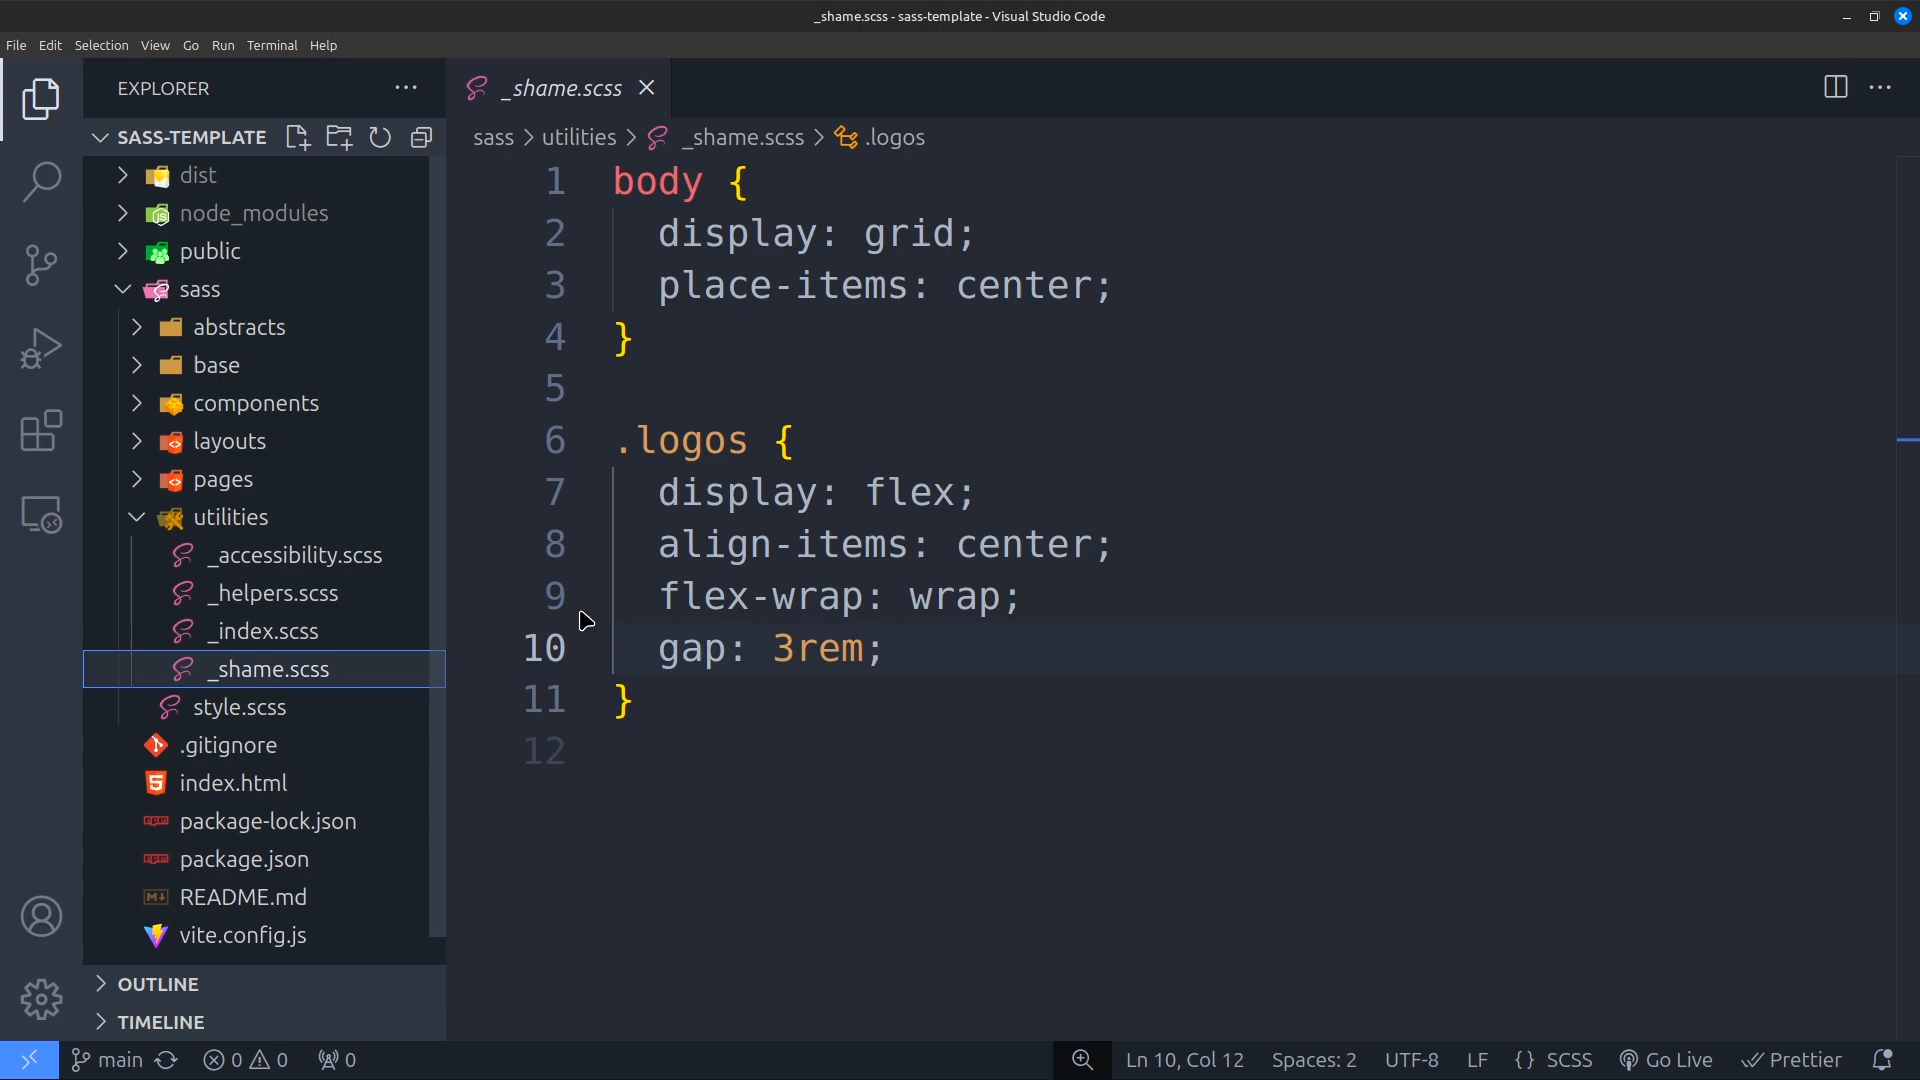 _shame.scss - sass-template - Visual Studio Code
File Edit Selection View Go Run Terminal Help
EXPLORER
_shame.scss
SASS-TEMPLATE
sass > utilities > _shame.scss > .logos
dist
node_modules
public
sass
abstracts
base
components
layouts
pages
utilities
_accessibility.scss
_helpers.scss
_index.scss
_shame.scss
style.scss
.gitignore
index.html
package-lock.json
package.json
README.md
vite.config.js
OUTLINE
TIMELINE
1 body {
2   display: grid;
3   place-items: center;
4 }
5
6 .logos {
7   display: flex;
8   align-items: center;
9   flex-wrap: wrap;
10   gap: 3rem;
11 }
12
main 0 0 0 Ln 10, Col 12 Spaces: 2 UTF-8 LF {} SCSS Go Live Prettier